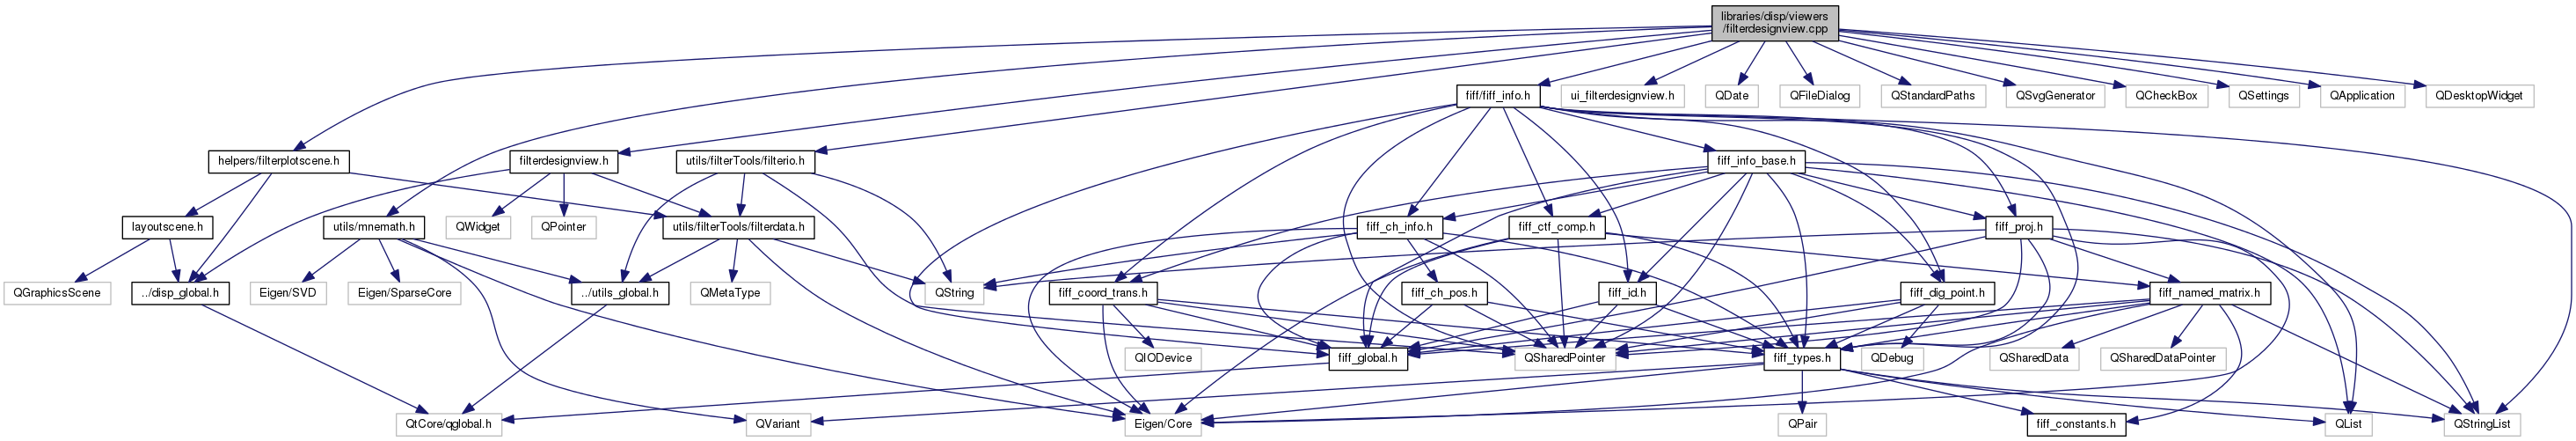 libraries/disp/viewers
/filterdesignview.cpp
fiff/fiff_info.h
ui_filterdesignview.h
QDate
QFileDialog
QStandardPaths
QSvgGenerator
QCheckBox
QSettings
QApplication
QDesktopWidget
helpers/filterplotscene.h
filterdesignview.h
utils/filterTools/filterio.h
fiff_info_base.h
layoutscene.h
utils/mnemath.h
QWidget
QPointer
utils/filterTools/filterdata.h
fiff_ch_info.h
fiff_ctf_comp.h
fiff_proj.h
QGraphicsScene
../disp_global.h
Eigen/SVD
Eigen/SparseCore
../utils_global.h
QMetaType
QString
fiff_coord_trans.h
fiff_ch_pos.h
fiff_id.h
fiff_dig_point.h
fiff_named_matrix.h
QIODevice
fiff_global.h
QSharedPointer
fiff_types.h
QDebug
QSharedData
QSharedDataPointer
QtCore/qglobal.h
QVariant
Eigen/Core
QPair
fiff_constants.h
QList
QStringList